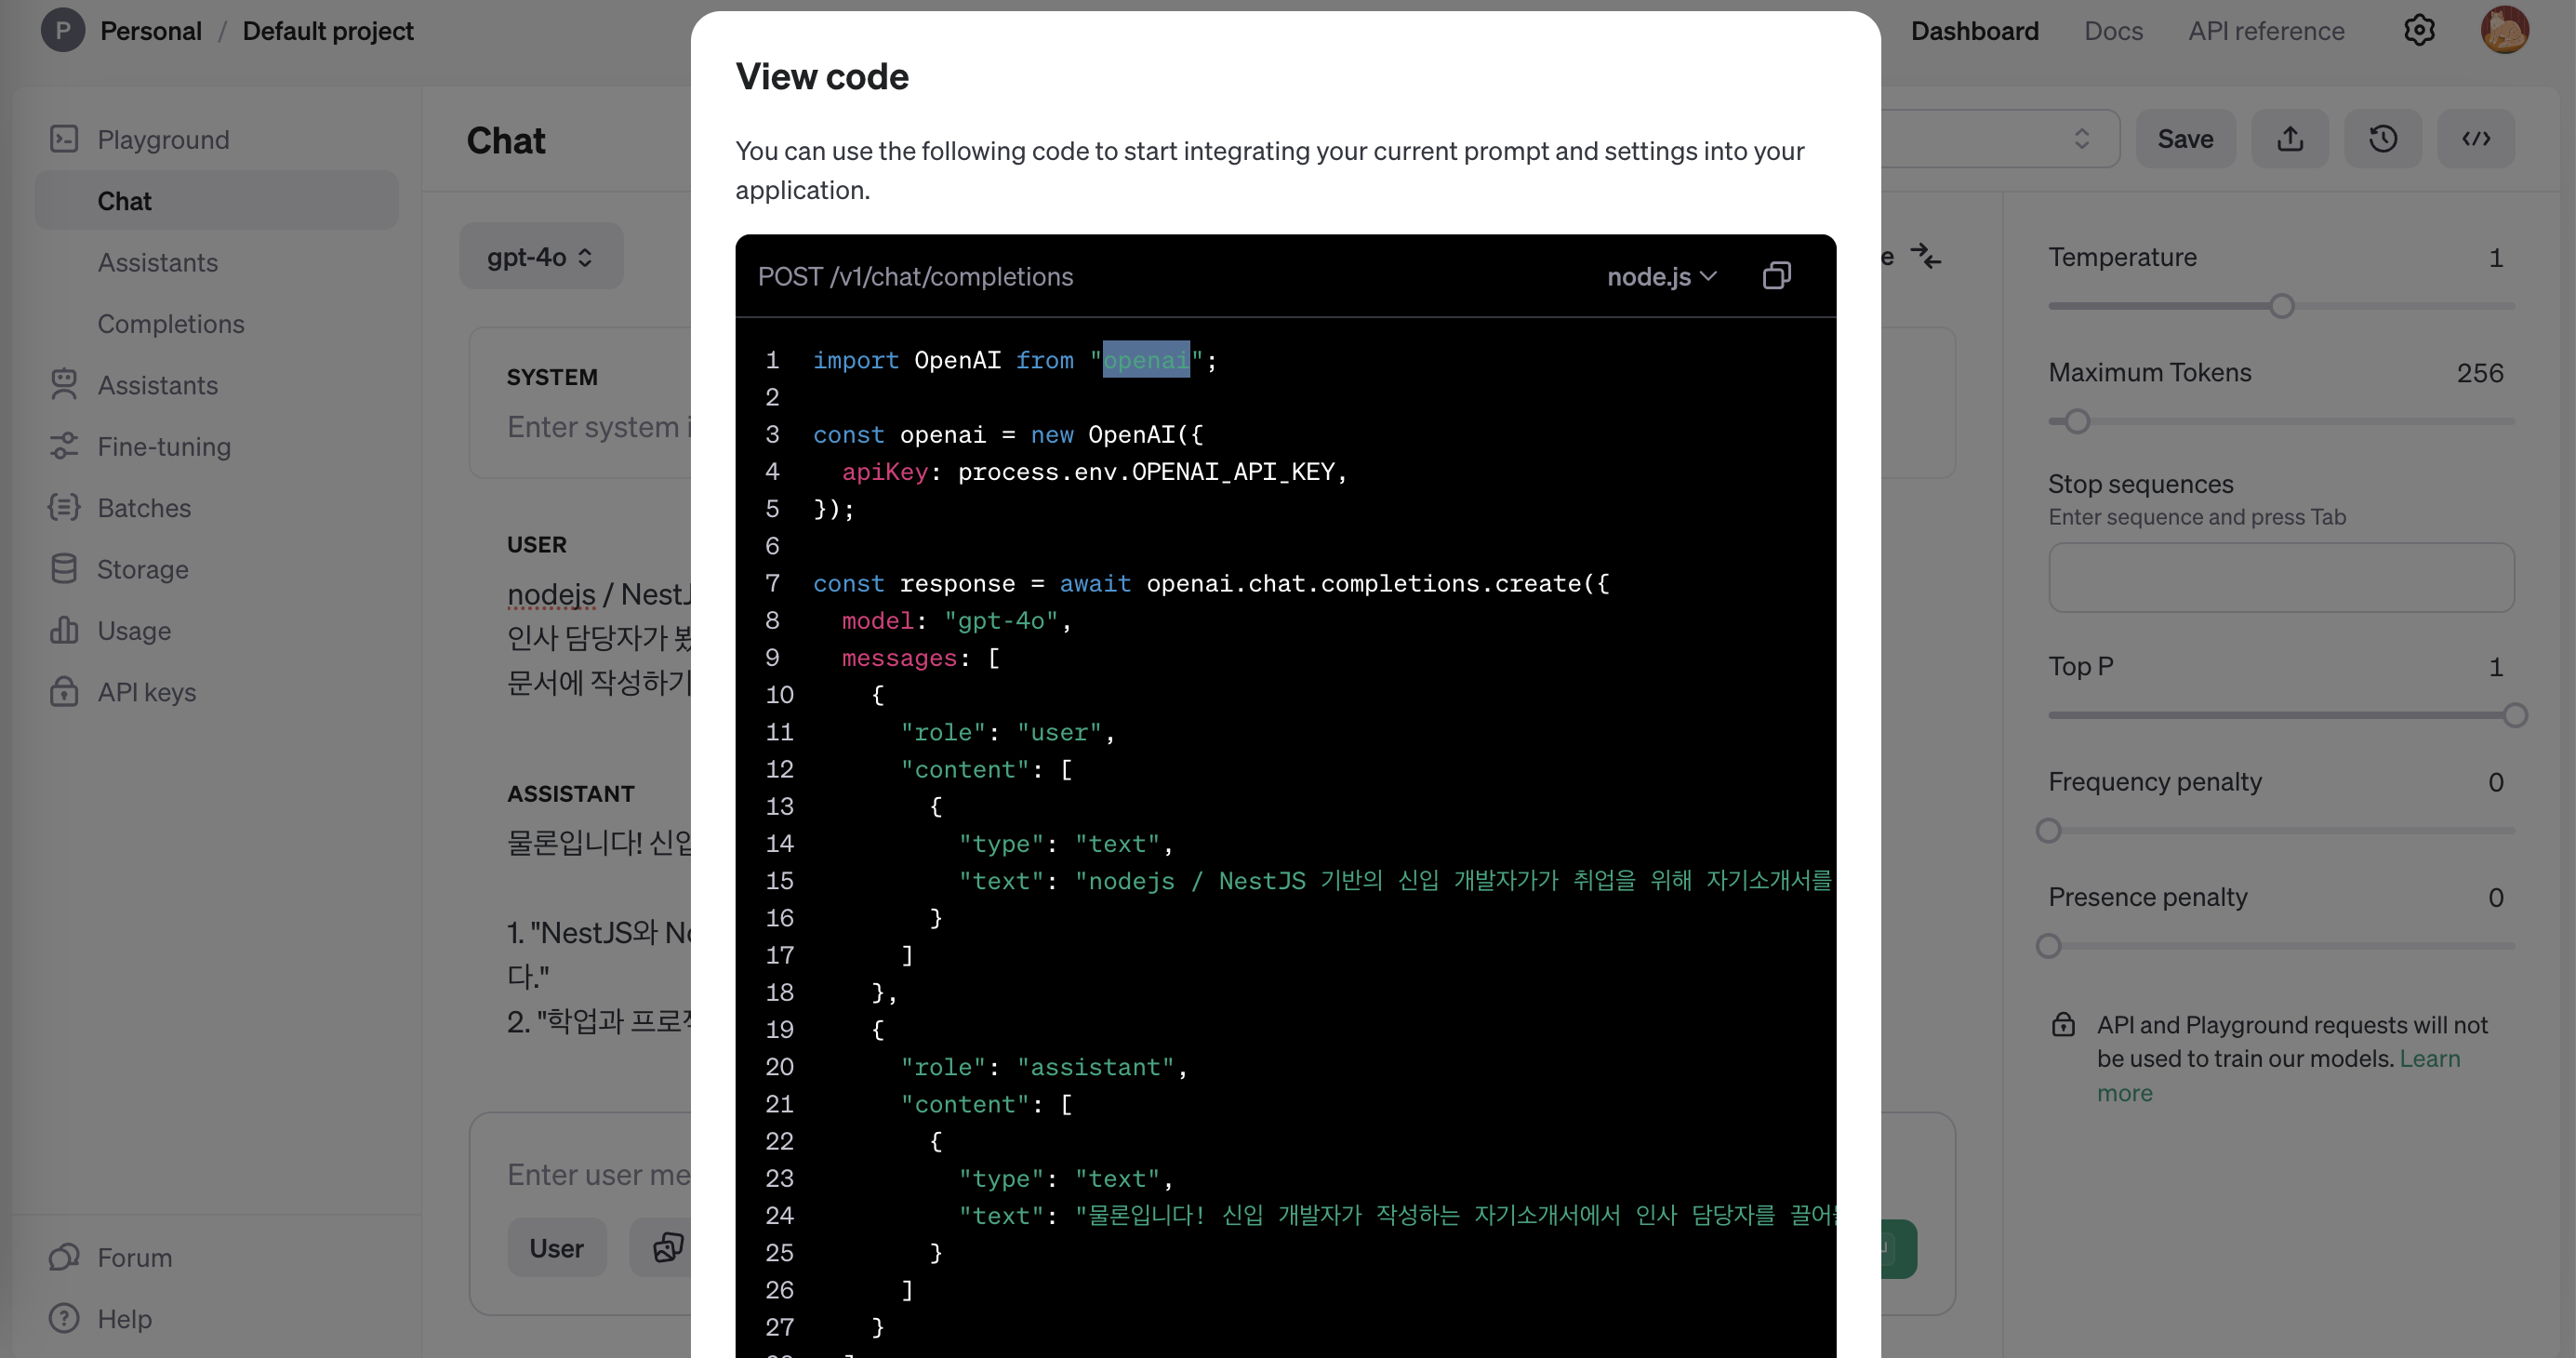 P Personal / Default project
Dashboard Docs API reference
Playground
Chat
Assistants
Completions
Assistants
Fine-tuning
Batches
Storage
Usage
API keys
Forum
Help
Chat
Save
gpt-4o
SYSTEM
Enter system
USER
nodejs / Nest
인사 담당자가
문서에 작성하기
ASSISTANT
물론입니다! 신입
1. "NestJS와
다."
2. "학업과
Enter user me
User
View code
You can use the following code to start integrating your current prompt and settings into your
application.
POST /v1/chat/completions
node.js
1 import OpenAI from "openai";
2
3 const openai = new OpenAI({
4 apiKey: process.env.OPENAI_API_KEY,
5 });
6
7 const response = await openai.chat.completions.create({
8 model: "gpt-4o",
9 messages: [
10 {
11 "role": "user",
12 "content": [
13 {
14 "type": "text",
15 "text": "nodejs / NestJS 기반의 신입 개발자가가 취업을 위해 자기소개서를
16 }
17 ]
18 },
19 {
20 "role": "assistant",
21 "content": [
22 {
23 "type": "text",
24 "text": "물론입니다! 신입 개발자가 작성하는 자기소개서에서 인사 담당자를
25 }
26 ]
27 }
Temperature 1
Maximum Tokens 256
Stop sequences
Enter sequence and press Tab
Top P 1
Frequency penalty 0
Presence penalty 0
API and Playground requests will not
be used to train our models. Learn
more